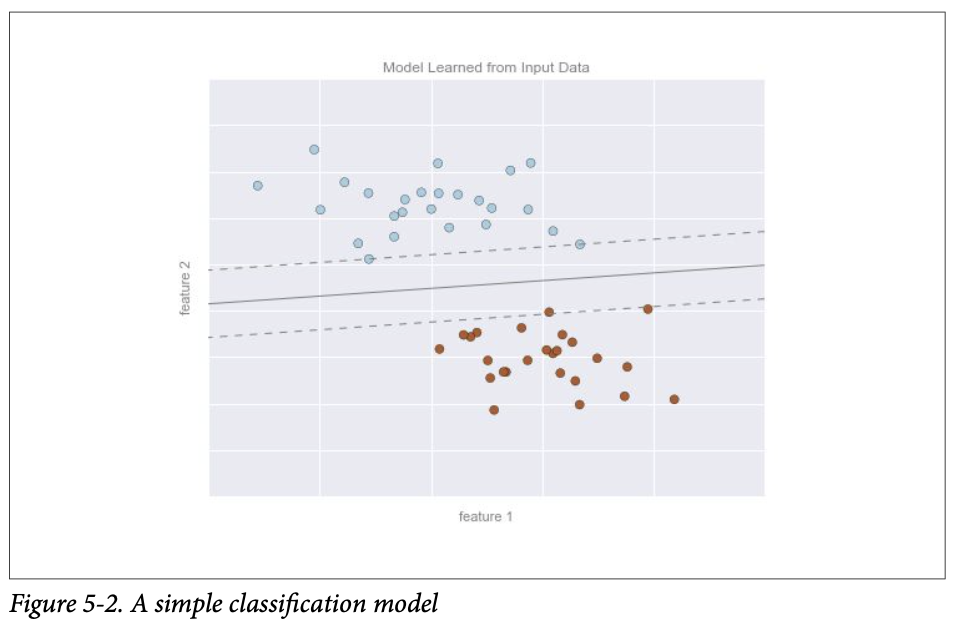 Model Learned from Input Data
feature 2
feature 1
Figure 5-2. A simple classification model